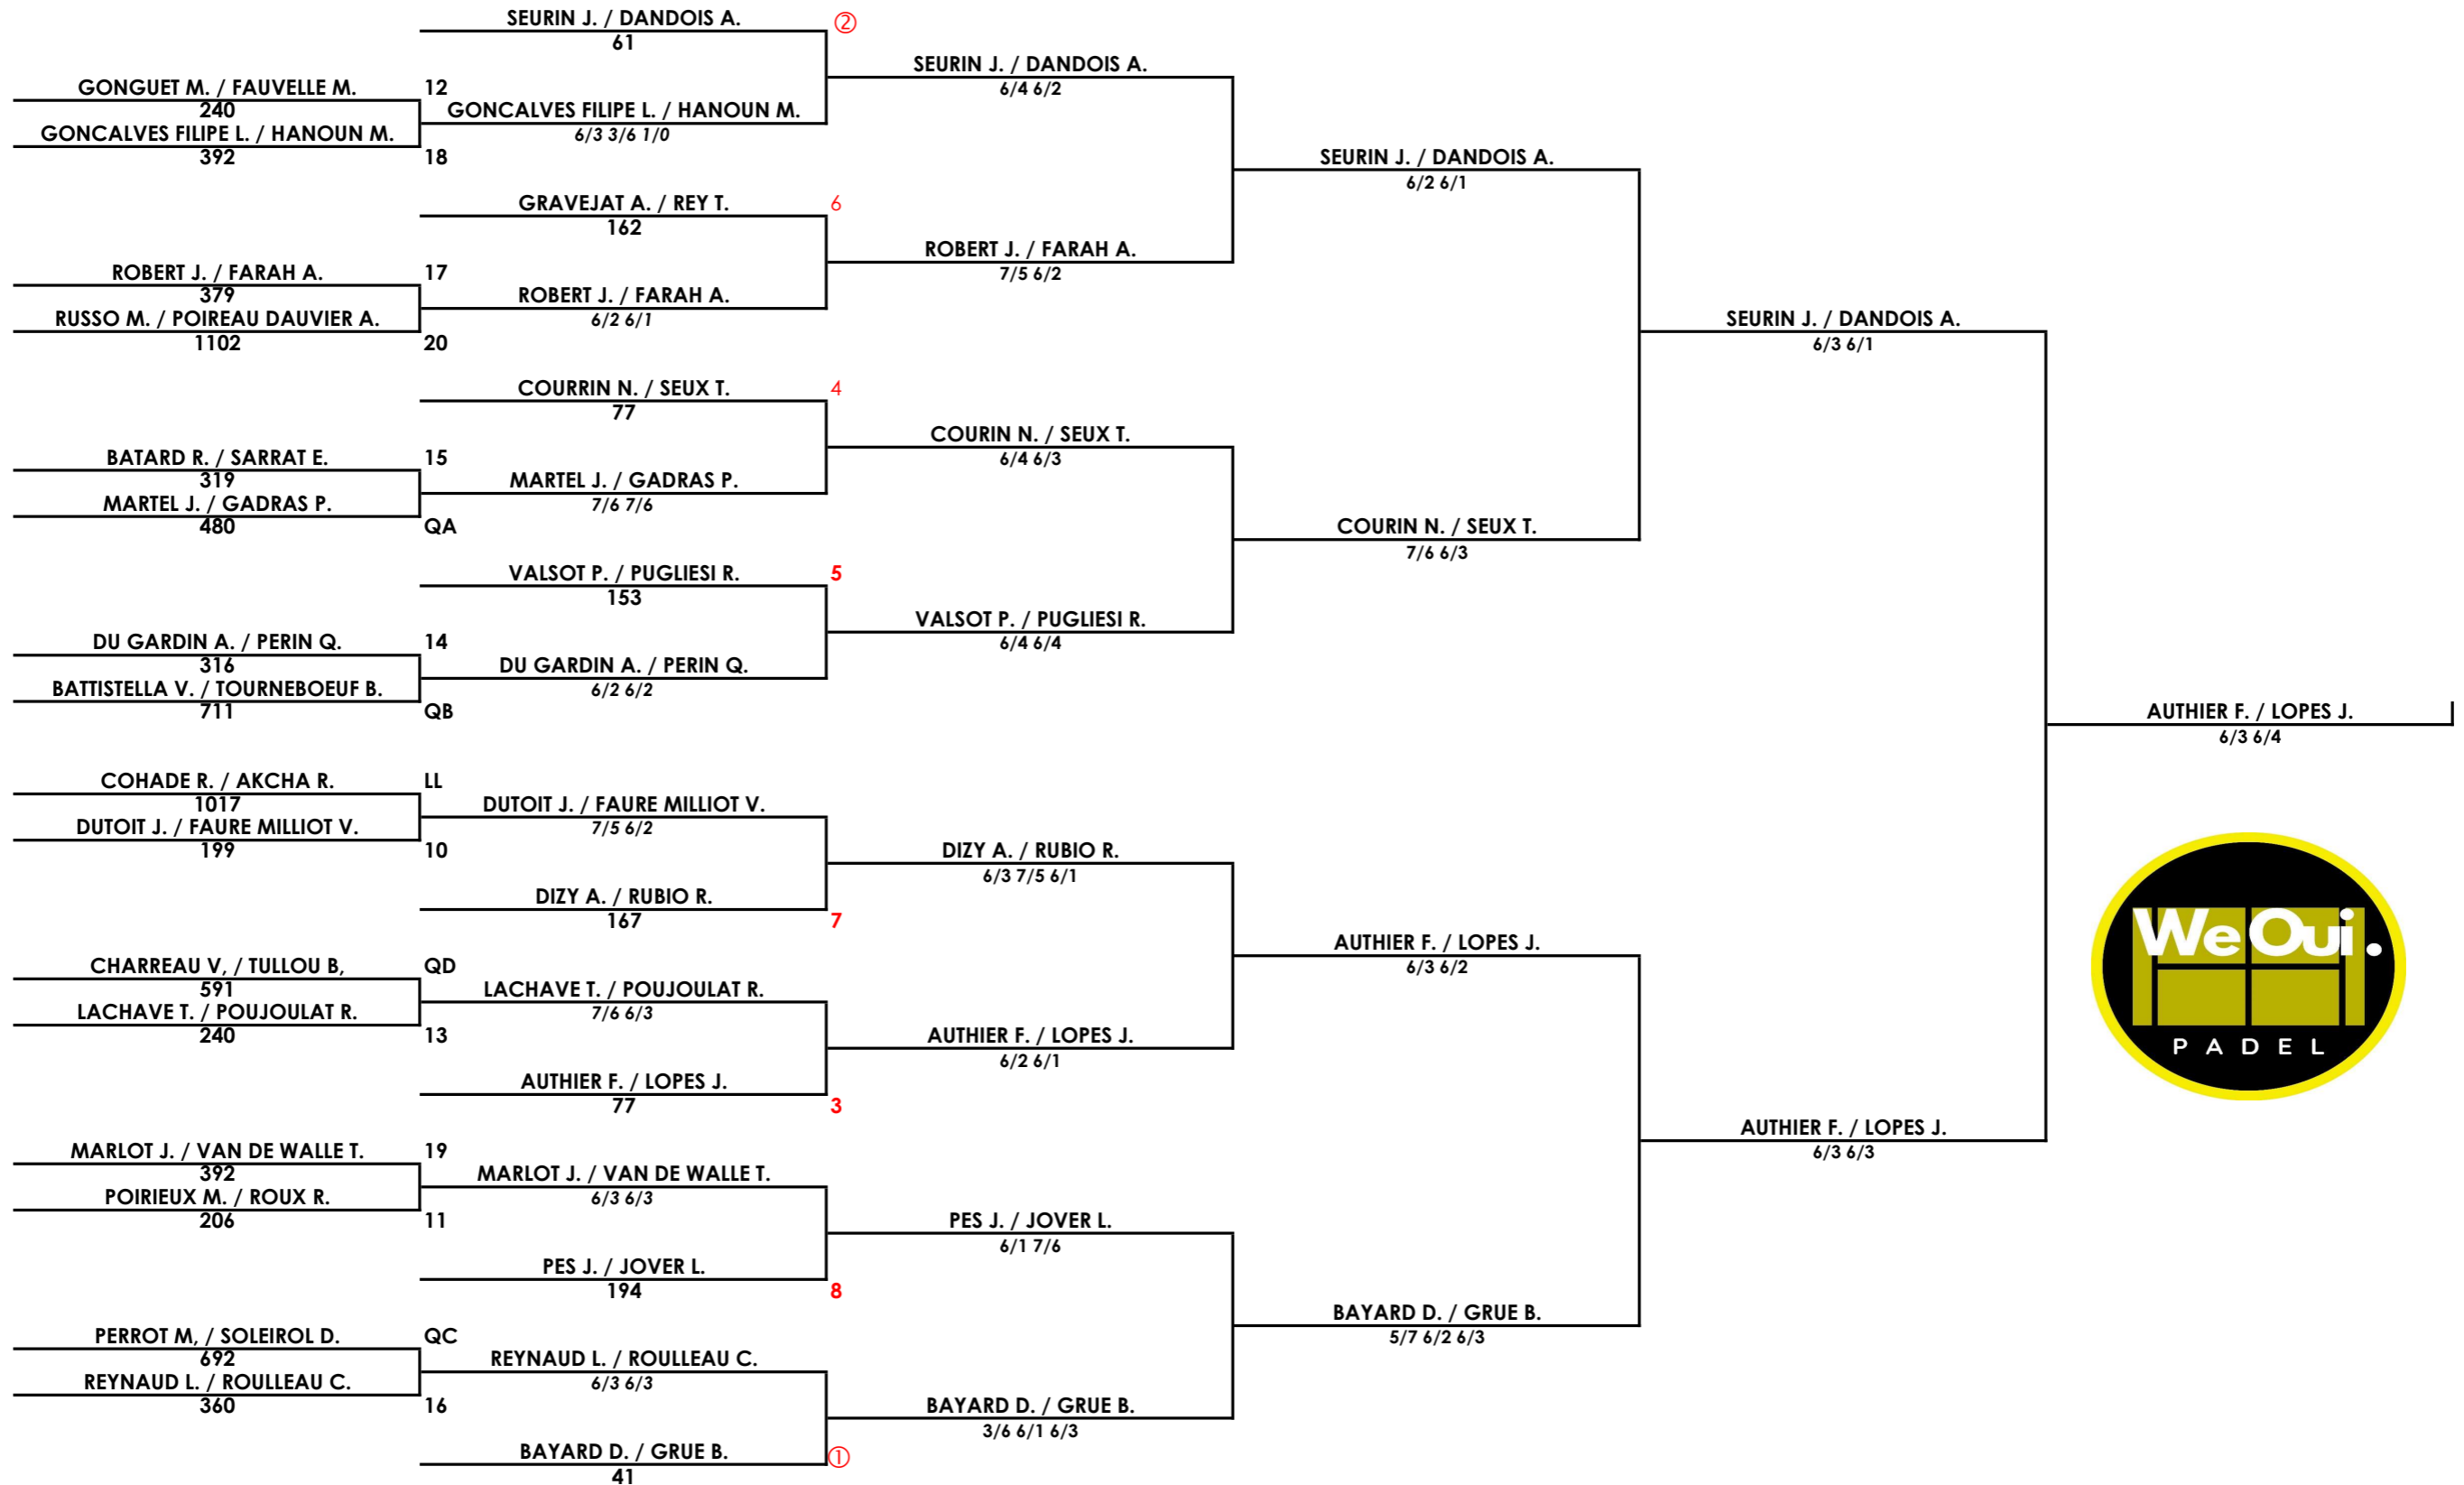 SEURIN J. / DANDOIS A.
②
61
SEURIN J. / DANDOIS A.
6/4 6/2
GONGUET M. / FAUVELLE M.
12
240
GONCALVES FILIPE L. / HANOUN M.
6/3 3/6 1/0
GONCALVES FILIPE L. / HANOUN M.
392
18
SEURIN J. / DANDOIS A.
6/2 6/1
GRAVEJAT A. / REY T.
6
162
ROBERT J. / FARAH A.
7/5 6/2
ROBERT J. / FARAH A.
17
379
ROBERT J. / FARAH A.
6/2 6/1
RUSSO M. / POIREAU DAUVIER A.
1102
20
SEURIN J. / DANDOIS A.
6/3 6/1
COURRIN N. / SEUX T.
4
77
COURIN N. / SEUX T.
6/4 6/3
BATARD R. / SARRAT E.
15
319
MARTEL J. / GADRAS P.
7/6 7/6
MARTEL J. / GADRAS P.
480
QA
COURIN N. / SEUX T.
7/6 6/3
VALSOT P. / PUGLIESI R.
5
153
VALSOT P. / PUGLIESI R.
6/4 6/4
DU GARDIN A. / PERIN Q.
14
316
DU GARDIN A. / PERIN Q.
6/2 6/2
BATTISTELLA V. / TOURNEBOEUF B.
711
QB
AUTHIER F. / LOPES J.
6/3 6/4
COHADE R. / AKCHA R.
LL
1017
DUTOIT J. / FAURE MILLIOT V.
7/5 6/2
DUTOIT J. / FAURE MILLIOT V.
199
10
DIZY A. / RUBIO R.
6/3 7/5 6/1
DIZY A. / RUBIO R.
167
7
AUTHIER F. / LOPES J.
6/3 6/2
CHARREAU V, / TULLOU B,
QD
591
LACHAVE T. / POUJOULAT R.
7/6 6/3
LACHAVE T. / POUJOULAT R.
240
13
AUTHIER F. / LOPES J.
6/2 6/1
AUTHIER F. / LOPES J.
77
3
We Oui.
PADEL
AUTHIER F. / LOPES J.
6/3 6/3
MARLOT J. / VAN DE WALLE T.
19
392
MARLOT J. / VAN DE WALLE T.
6/3 6/3
POIRIEUX M. / ROUX R.
206
11
PES J. / JOVER L.
6/1 7/6
PES J. / JOVER L.
194
8
BAYARD D. / GRUE B.
5/7 6/2 6/3
PERROT M, / SOLEIROL D.
QC
692
REYNAUD L. / ROULLEAU C.
6/3 6/3
REYNAUD L. / ROULLEAU C.
360
16
BAYARD D. / GRUE B.
3/6 6/1 6/3
BAYARD D. / GRUE B.
①
41